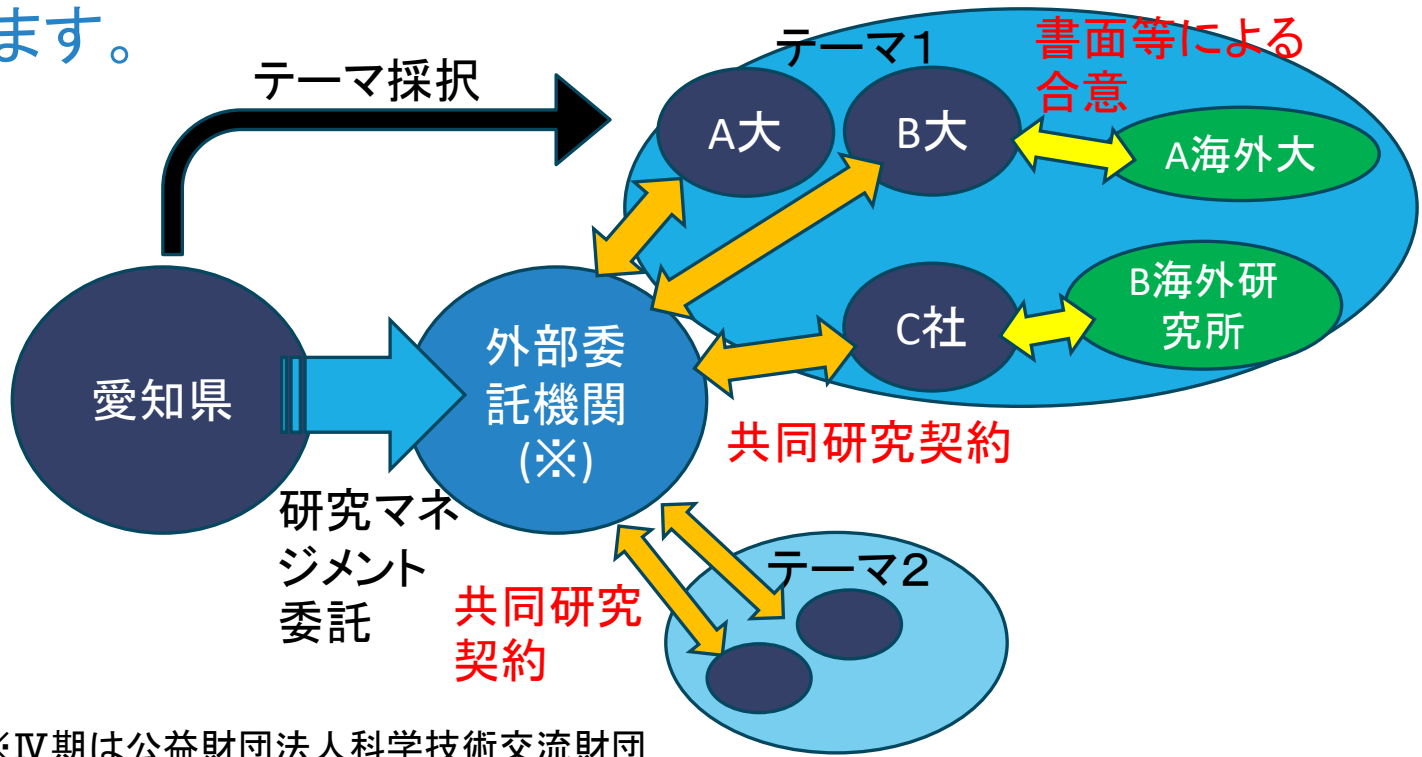 ます。
テーマ採択
テーマ1
書面等による
合意
A大
B大
A海外大
愛知県
外部委
託機関
(※)
C社
B海外研
究所
共同研究契約
研究マネ
ジメント
委託
共同研究
契約
テーマ2
※Ⅳ期は公益財団法人科学技術交流財団